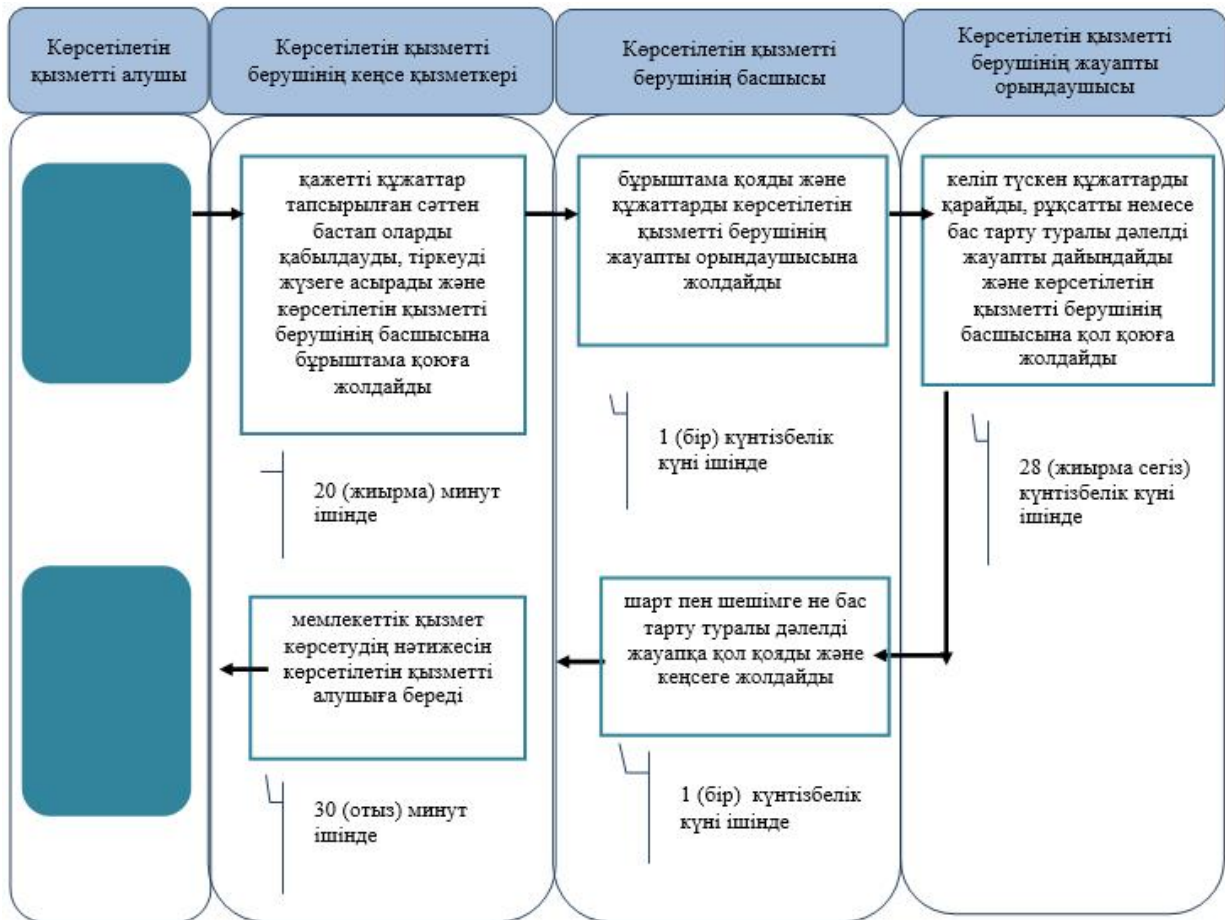 Көрсетілетін
қызметті алушы
Көрсетілетін қызметті
берушінің кеңсе қызметкері
Көрсетілетін қызметті
берушінің басшысы
Көрсетілетін қызметті
берушінің жауапты
орындаушысы
қажетті құжаттар
тапсырылған сәттен
бастап оларды
қабылдауды, тіркеуді
жүзеге асырады және
көрсетілетін қызметті
берушінің басшысына
бұрыштама қоюға
жолдайды
20 (жиырма) минут
ішінде
бұрыштама қояды және
құжаттарды көрсетілетін
қызметті берушінің
жауапты орындаушысына
жолдайды
1 (бір) күнтізбелік
күні ішінде
келіп түскен құжаттарды
қарайды, рұқсатты немесе
бас тарту туралы дәлелді
жауапты дайындайды
және көрсетілетін
қызметті берушінің
басшысына қол қоюға
жолдайды
28 (жиырма сегіз)
күнтізбелік күні
ішінде
шарт пен шешімге не бас
тарту туралы дәлелді
жауапқа қол қояды және
кеңсеге жолдайды
1 (бір) күнтізбелік
күні ішінде
мемлекеттік қызмет
көрсетудің нәтижесін
көрсетілетін қызметті
алушыға береді
30 (отыз) минут
ішінде